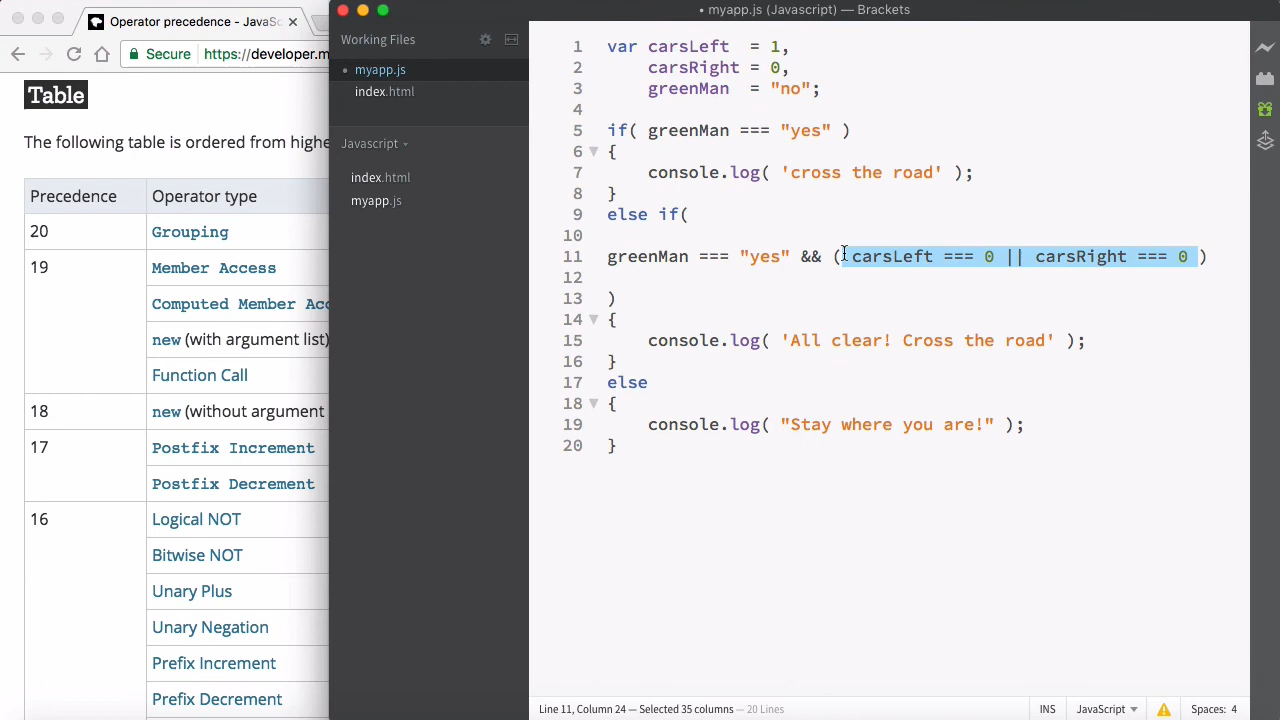 Operator precedence - JavaSc
Secure
https://developer.m
Table
The following table is ordered from highe
Precedence
Operator type
20
Grouping
19
Member Access
Computed Member Acc
new (with argument list)
Function Call
18
new (without argument
17
Postfix Increment
Postfix Decrement
16
Logical NOT
Bitwise NOT
Unary Plus
Unary Negation
Prefix Increment
Prefix Decrement
• myapp.js (Javascript) — Brackets
Working Files
• myapp.js
index.html
Javascript
index.html
myapp.js
1 var carsLeft = 1,
2 carsRight = 0,
3 greenMan = "no";
4
5 if( greenMan === "yes" )
6 {
7 console.log( 'cross the road' );
8 }
9 else if(
10
11 greenMan === "yes" && ( carsLeft === 0 || carsRight === 0 )
12
13 )
14 {
15 console.log( 'All clear! Cross the road' );
16 }
17 else
18 {
19 console.log( "Stay where you are!" );
20 }
Line 11, Column 24 — Selected 35 columns — 20 Lines
INS
JavaScript
Spaces: 4